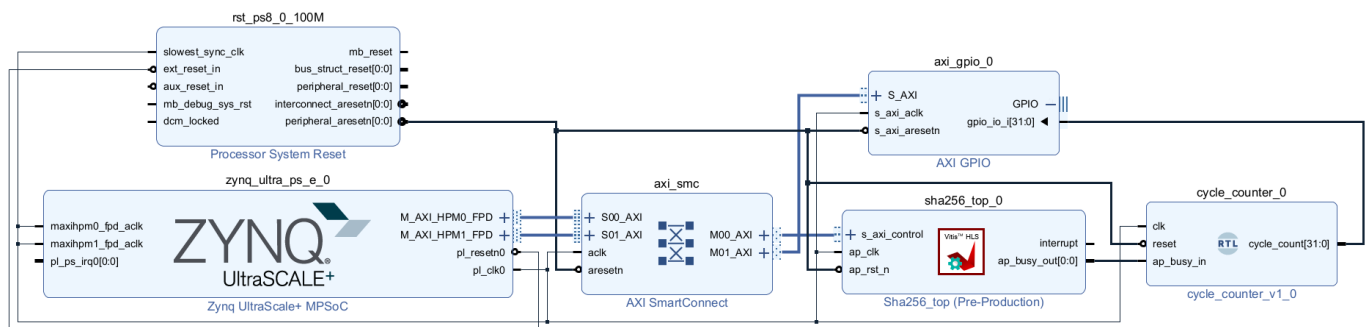 rst_ps8_0_100M
slowest_sync_clk
ext_reset_in
aux_reset_in
mb_debug_sys_rst
dcm_locked
mb_reset
bus_struct_reset[0:0]
peripheral_reset[0:0]
interconnect_aresetn[0:0]
peripheral_aresetn[0:0]
Processor System Reset
zynq_ultra_ps_e_0
maxihpm0_fpd_aclk
maxihpm1_fpd_aclk
pl_ps_irq0[0:0]
ZYNQ
UltraSCALE+
M_AXI_HPM0_FPD
M_AXI_HPM1_FPD
pl_resetn0
pl_clk0
Zynq UltraScale+ MPSoC
axi_smc
S00_AXI
S01_AXI
aclk
aresetn
M00_AXI
M01_AXI
AXI SmartConnect
axi_gpio_0
S_AXI
s_axi_aclk
s_axi_aresetn
GPIO
gpio_io_i[31:0]
AXI GPIO
sha256_top_0
s_axi_control
ap_clk
ap_rst_n
Vitis™ HLS
interrupt
ap_busy_out[0:0]
Sha256_top (Pre-Production)
cycle_counter_0
clk
reset
ap_busy_in
RTL
cycle_count[31:0]
cycle_counter_v1_0